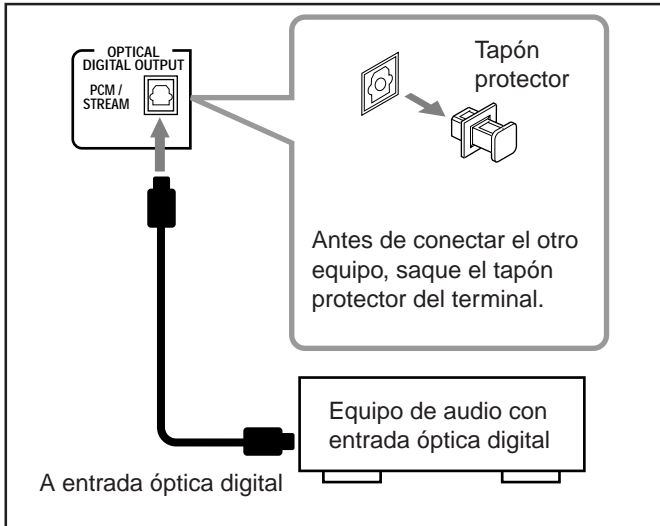 OPTICAL
DIGITAL OUTPUT
PCM /
STREAM
Tapón
protector
Antes de conectar el otro
equipo, saque el tapón
protector del terminal.
Equipo de audio con
entrada óptica digital
A entrada óptica digital